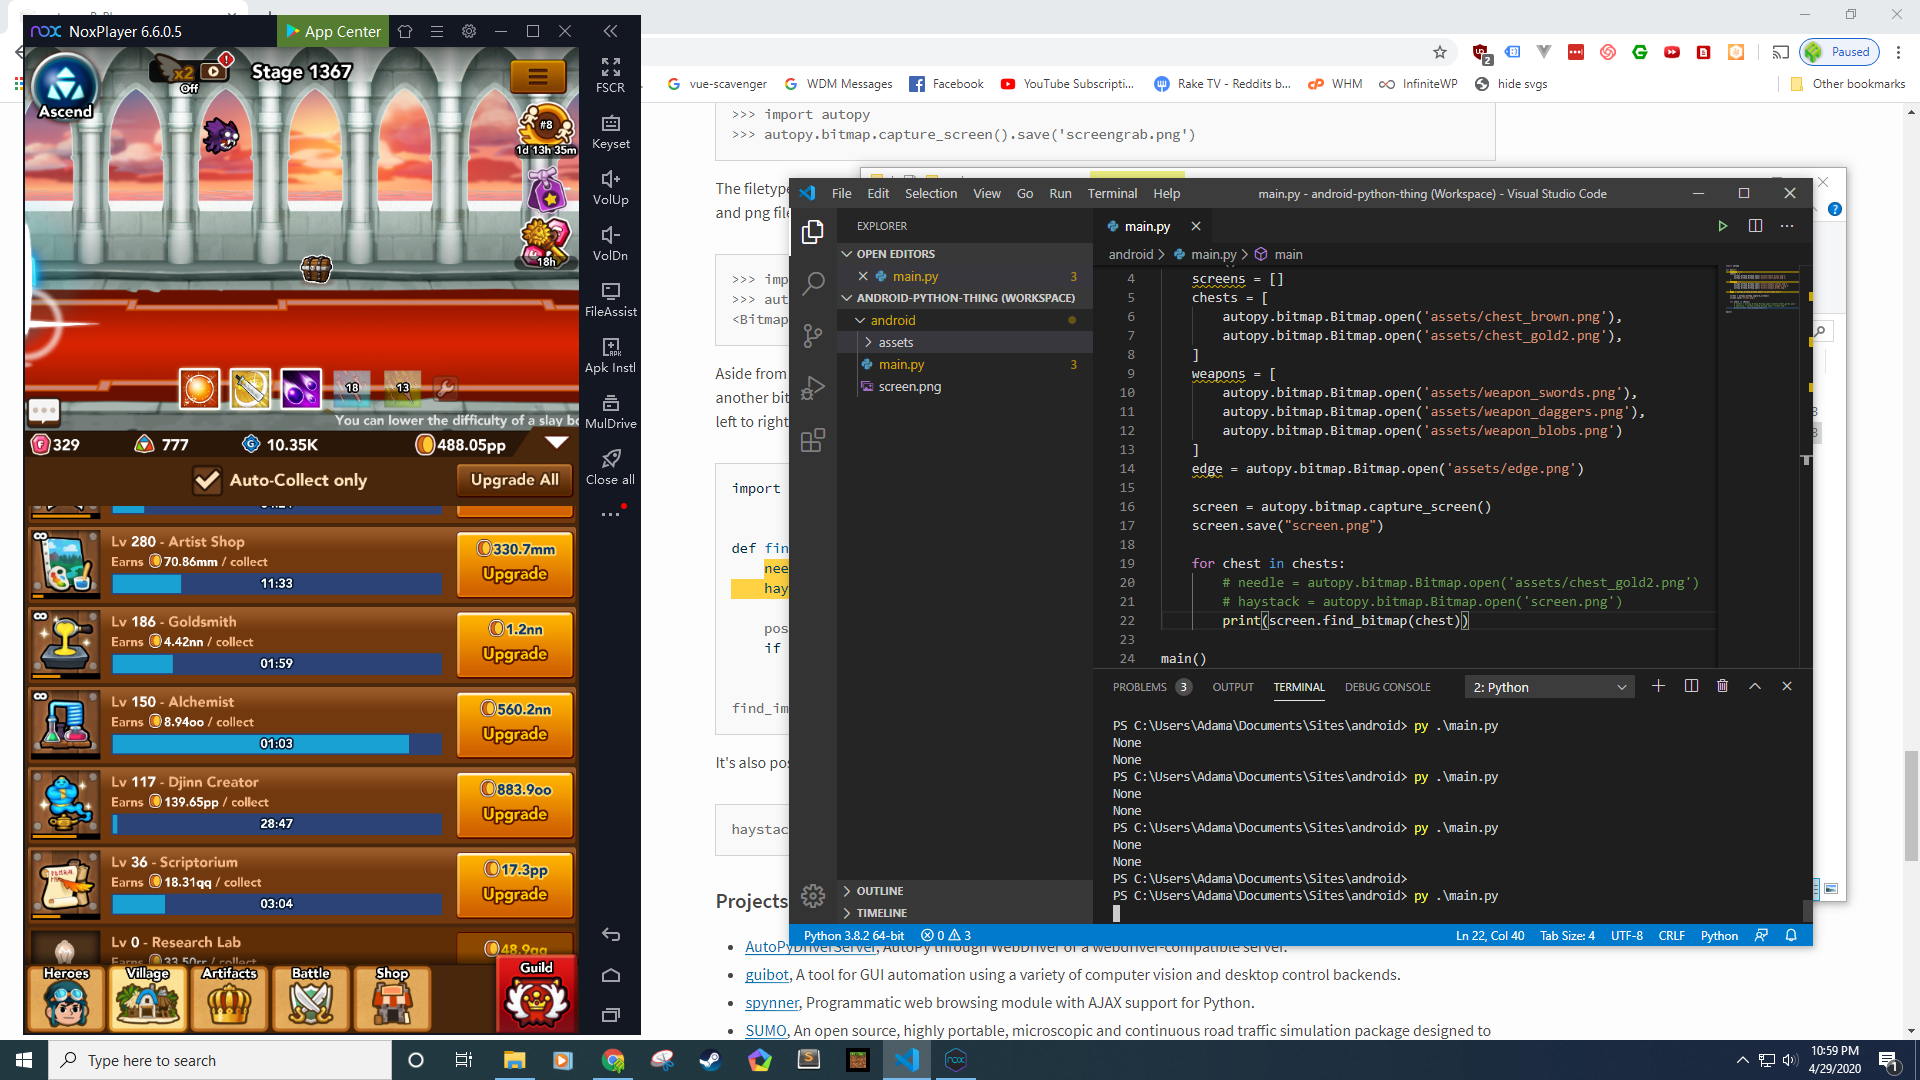 NoxPlayer 6.6.0.5
App Center
Ascend
x2
Off
Stage 1367
#8
1d 13h 35m
18h
18
13
You can lower the difficulty of a slay bo
329
777
10.35K
488.05pp
Auto-Collect only
Upgrade All
Lv 280 - Artist Shop
Earns 70.86mm / collect
11:33
330.7mm
Upgrade
Lv 186 - Goldsmith
Earns 4.42nn / collect
01:59
1.2nn
Upgrade
Lv 150 - Alchemist
Earns 8.94oo / collect
01:03
560.2nn
Upgrade
Lv 117 - Djinn Creator
Earns 139.65pp / collect
28:47
883.9oo
Upgrade
Lv 36 - Scriptorium
Earns 18.31qq / collect
03:04
17.3pp
Upgrade
Lv 0 - Research Lab
Earns 33.50rr / collect
48.9qq
Heroes
Village
Artifacts
Battle
Shop
Guild
FSCR
Keyset
VolUp
VolDn
FileAssist
Apk Instl
MulDrive
Close all
Paused
vue-scavenger
WDM Messages
Facebook
YouTube Subscripti...
Rake TV - Reddits b...
WHM
InfiniteWP
hide svgs
Other bookmarks
>>> import autopy
>>> autopy.bitmap.capture_screen().save('screengrab.png')
The filetype
and png file
>>> imp
>>> aut
<Bitmap
Aside from
another bit
left to right
import
def fin
nee
hay
pos
if
find_im
It's also pos
haystac
Projects
AutoPyDriverServer, AutoPy through WebDriver or a webdriver-compatible server.
guibot, A tool for GUI automation using a variety of computer vision and desktop control backends.
spynner, Programmatic web browsing module with AJAX support for Python.
SUMO, An open source, highly portable, microscopic and continuous road traffic simulation package designed to
File Edit Selection View Go Run Terminal Help
main.py - android-python-thing (Workspace) - Visual Studio Code
EXPLORER
OPEN EDITORS
main.py 3
ANDROID-PYTHON-THING (WORKSPACE)
android
assets
main.py 3
screen.png
OUTLINE
TIMELINE
main.py
android > main.py > main
4 screens = []
5 chests = [
6 autopy.bitmap.Bitmap.open('assets/chest_brown.png'),
7 autopy.bitmap.Bitmap.open('assets/chest_gold2.png'),
8 ]
9 weapons = [
10 autopy.bitmap.Bitmap.open('assets/weapon_swords.png'),
11 autopy.bitmap.Bitmap.open('assets/weapon_daggers.png'),
12 autopy.bitmap.Bitmap.open('assets/weapon_blobs.png')
13 ]
14 edge = autopy.bitmap.Bitmap.open('assets/edge.png')
15
16 screen = autopy.bitmap.capture_screen()
17 screen.save("screen.png")
18
19 for chest in chests:
20 # needle = autopy.bitmap.Bitmap.open('assets/chest_gold2.png')
21 # haystack = autopy.bitmap.Bitmap.open('screen.png')
22 print(screen.find_bitmap(chest))
23
24 main()
PROBLEMS 3 OUTPUT TERMINAL DEBUG CONSOLE 2: Python
PS C:\Users\Adama\Documents\Sites\android> py .\main.py
None
None
PS C:\Users\Adama\Documents\Sites\android> py .\main.py
None
None
PS C:\Users\Adama\Documents\Sites\android> py .\main.py
None
None
PS C:\Users\Adama\Documents\Sites\android>
PS C:\Users\Adama\Documents\Sites\android> py .\main.py
Python 3.8.2 64-bit 0 3 Ln 22, Col 40 Tab Size: 4 UTF-8 CRLF Python
Type here to search
10:59 PM
4/29/2020